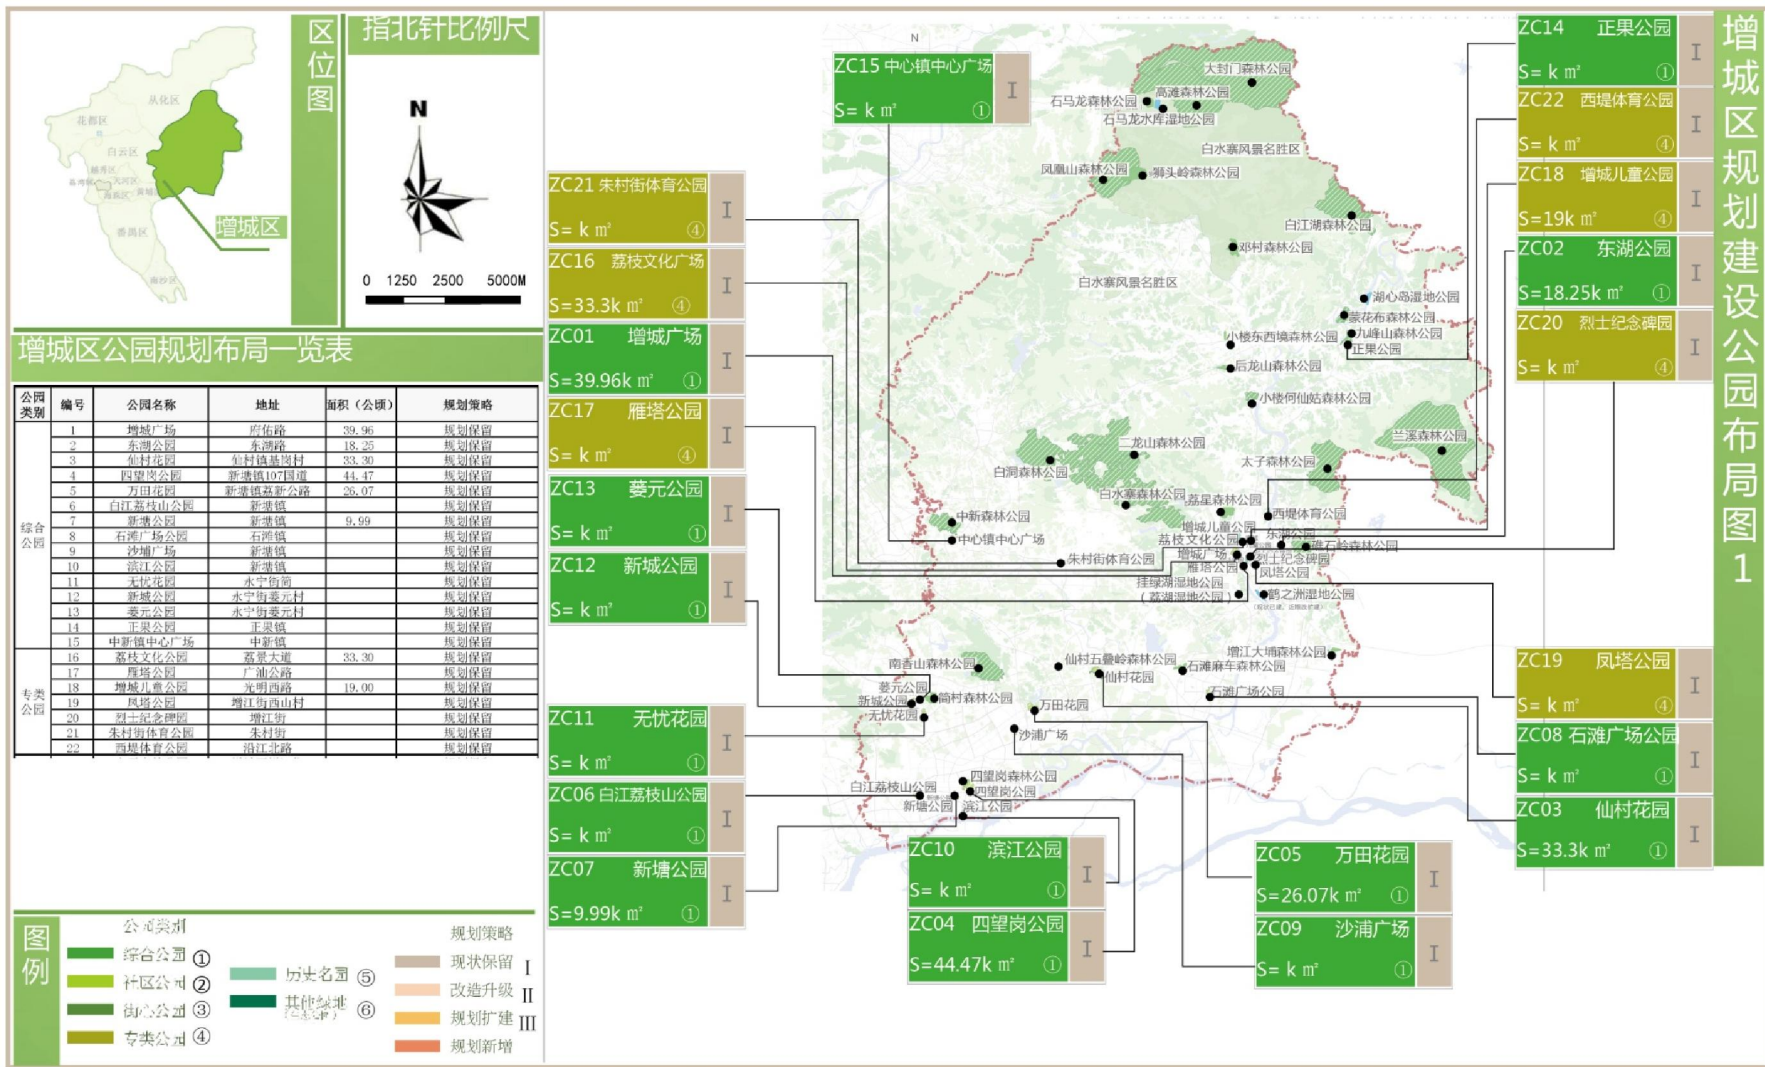 区位图
指北针比例尺
从化区
花都区
白云区
天河区
番禺区
南沙区
增城区
N
0 1250 2500 5000M
增城区公园规划布局一览表
公园类别 编号 公园名称 地址 面积（公顷） 规划策略
综合公园
1 增城广场 府佑路 39.96 规划保留
2 东湖公园 东湖路 18.25 规划保留
3 仙村花园 仙村镇基岗村 33.30 规划保留
4 四望岗公园 新塘镇107国道 44.47 规划保留
5 万田花园 新塘镇荔新公路 26.07 规划保留
6 白江荔枝山公园 新塘镇 规划保留
7 新塘公园 新塘镇 9.99 规划保留
8 石滩广场公园 石滩镇 规划保留
9 沙埔广场 新塘镇 规划保留
10 滨江公园 新塘镇 规划保留
11 无忧花园 永宁街简 规划保留
12 新城公园 永宁街蒌元村 规划保留
13 蒌元公园 永宁街蒌元村 规划保留
14 正果公园 正果镇 规划保留
15 中新镇中心广场 中新镇 规划保留
专类公园
16 荔枝文化公园 荔景大道 33.30 规划保留
17 雁塔公园 广汕公路 规划保留
18 增城儿童公园 光明西路 19.00 规划保留
19 凤塔公园 增江街西山村 规划保留
20 烈士纪念碑园 增江街 规划保留
21 朱村街体育公园 朱村街 规划保留
22 西堤体育公园 沿江北路 规划保留
图例
综合公园 ①
社区公园 ②
街心公园 ③
专类公园 ④
历史名园 ⑤
其他绿地 ⑥
规划策略
现状保留 I
改造升级 II
规划扩建 III
规划新增
ZC21 朱村街体育公园 I
S= k ㎡ ④
ZC16 荔枝文化广场 I
S=33.3k ㎡ ④
ZC01 增城广场 I
S=39.96k ㎡ ①
ZC17 雁塔公园 I
S= k ㎡ ④
ZC13 蒌元公园 I
S= k ㎡ ①
ZC12 新城公园 I
S= k ㎡ ①
ZC11 无忧花园 I
S= k ㎡ ①
ZC06 白江荔枝山公园 I
S= k ㎡ ①
ZC07 新塘公园 I
S=9.99k ㎡ ①
ZC15 中心镇中心广场 I
S= k ㎡ ①
N
大封门森林公园
石马龙森林公园
高滩森林公园
石马龙水库湿地公园
白水寨风景名胜区
凤凰山森林公园
狮头岭森林公园
白江湖森林公园
邓村森林公园
白水寨风景名胜区
湖心岛湿地公园
蒙花布森林公园
小楼东西境森林公园
九峰山森林公园
正果公园
后龙山森林公园
小楼何仙姑森林公园
二龙山森林公园
兰溪森林公园
白洞森林公园
太子森林公园
白水寨森林公园
荔星森林公园
中新森林公园
西堤体育公园
增城儿童公园
中心镇中心广场
荔枝文化公园
东湖公园
礁石岭森林公园
朱村街体育公园
增城广场
烈士纪念碑园
雁塔公园
凤塔公园
挂绿湖湿地公园
（荔湖湿地公园）
鹤之洲湿地公园
南香山森林公园
仙村五叠岭森林公园
增江大埔森林公园
仙村花园
石滩麻车森林公园
蒌元公园
新城公园
简村森林公园
石滩广场公园
无忧花园
万田花园
沙浦广场
四望岗森林公园
白江荔枝山公园
四望岗公园
新塘公园
滨江公园
ZC10 滨江公园 I
S= k ㎡ ①
ZC04 四望岗公园 I
S=44.47k ㎡ ①
ZC05 万田花园 I
S=26.07k ㎡ ①
ZC09 沙浦广场 I
S= k ㎡ ①
ZC14 正果公园 I
S= k ㎡ ①
ZC22 西堤体育公园 I
S= k ㎡ ④
ZC18 增城儿童公园 I
S=19k ㎡ ④
ZC02 东湖公园 I
S=18.25k ㎡ ①
ZC20 烈士纪念碑园 I
S= k ㎡ ④
ZC19 凤塔公园 I
S= k ㎡ ④
ZC08 石滩广场公园 I
S= k ㎡ ①
ZC03 仙村花园 I
S=33.3k ㎡ ①
增城区规划建设公园布局图1